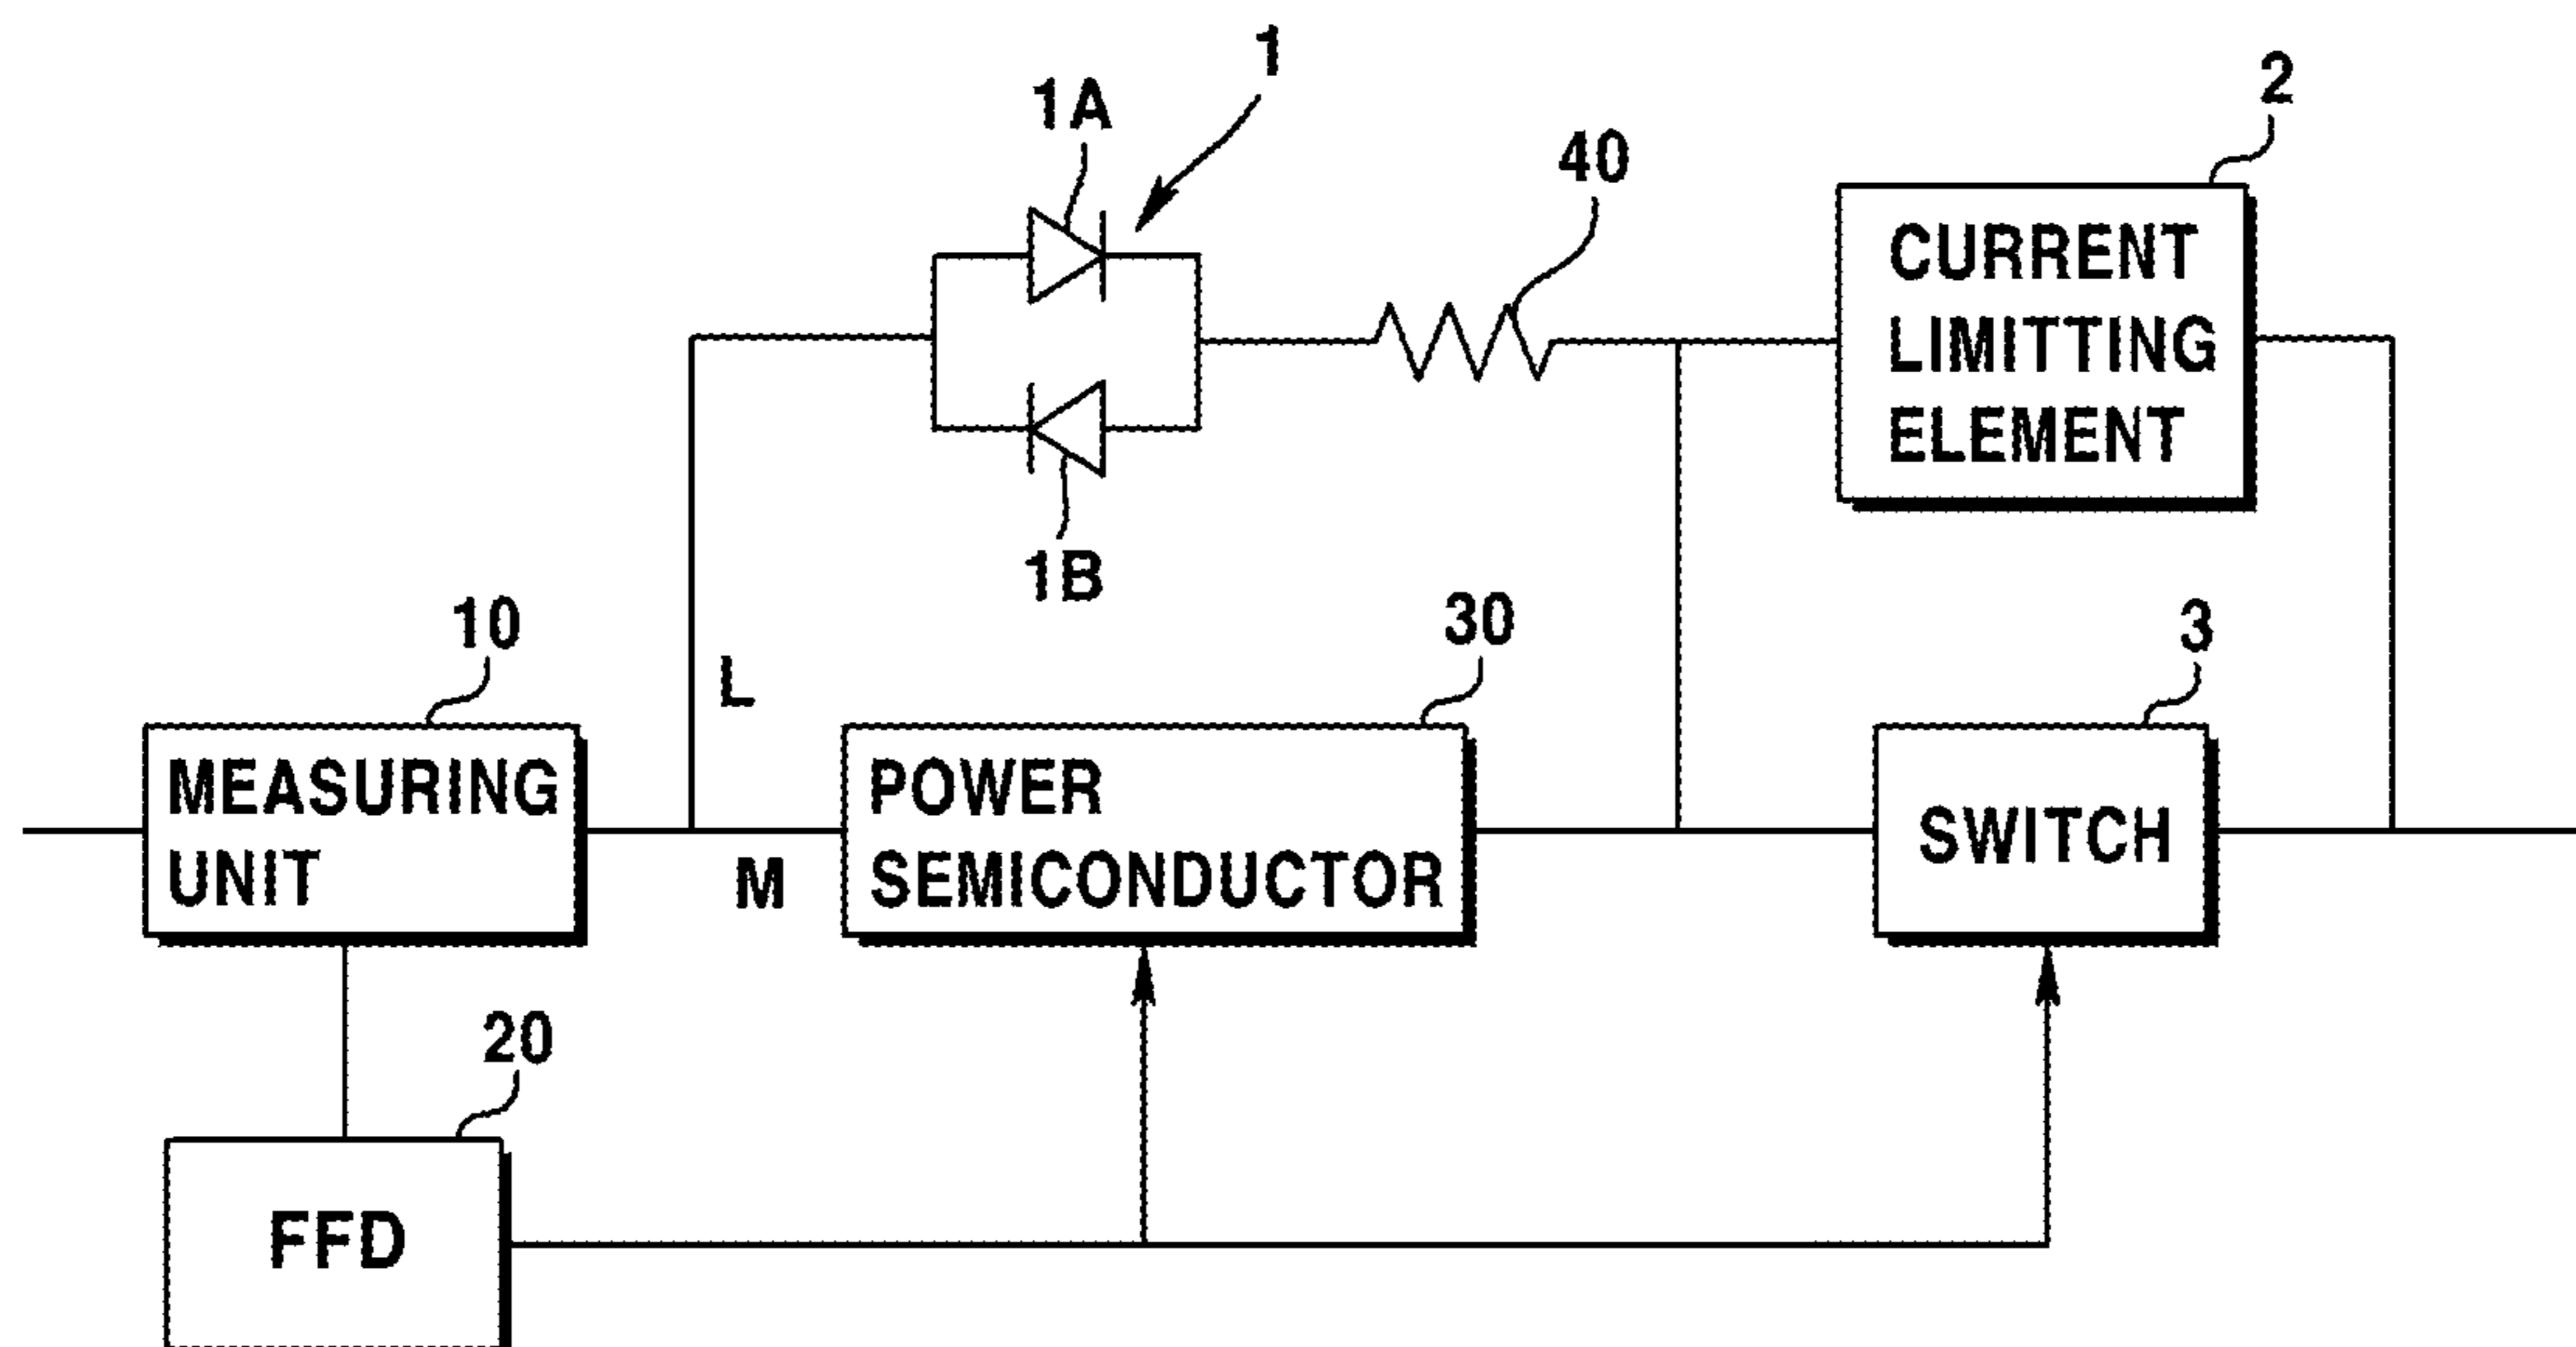 1
1A
2
40
CURRENT
LIMITTING
ELEMENT
1B
10
30
3
L
MEASURING
UNIT
POWER
SEMICONDUCTOR
SWITCH
M
20
FFD